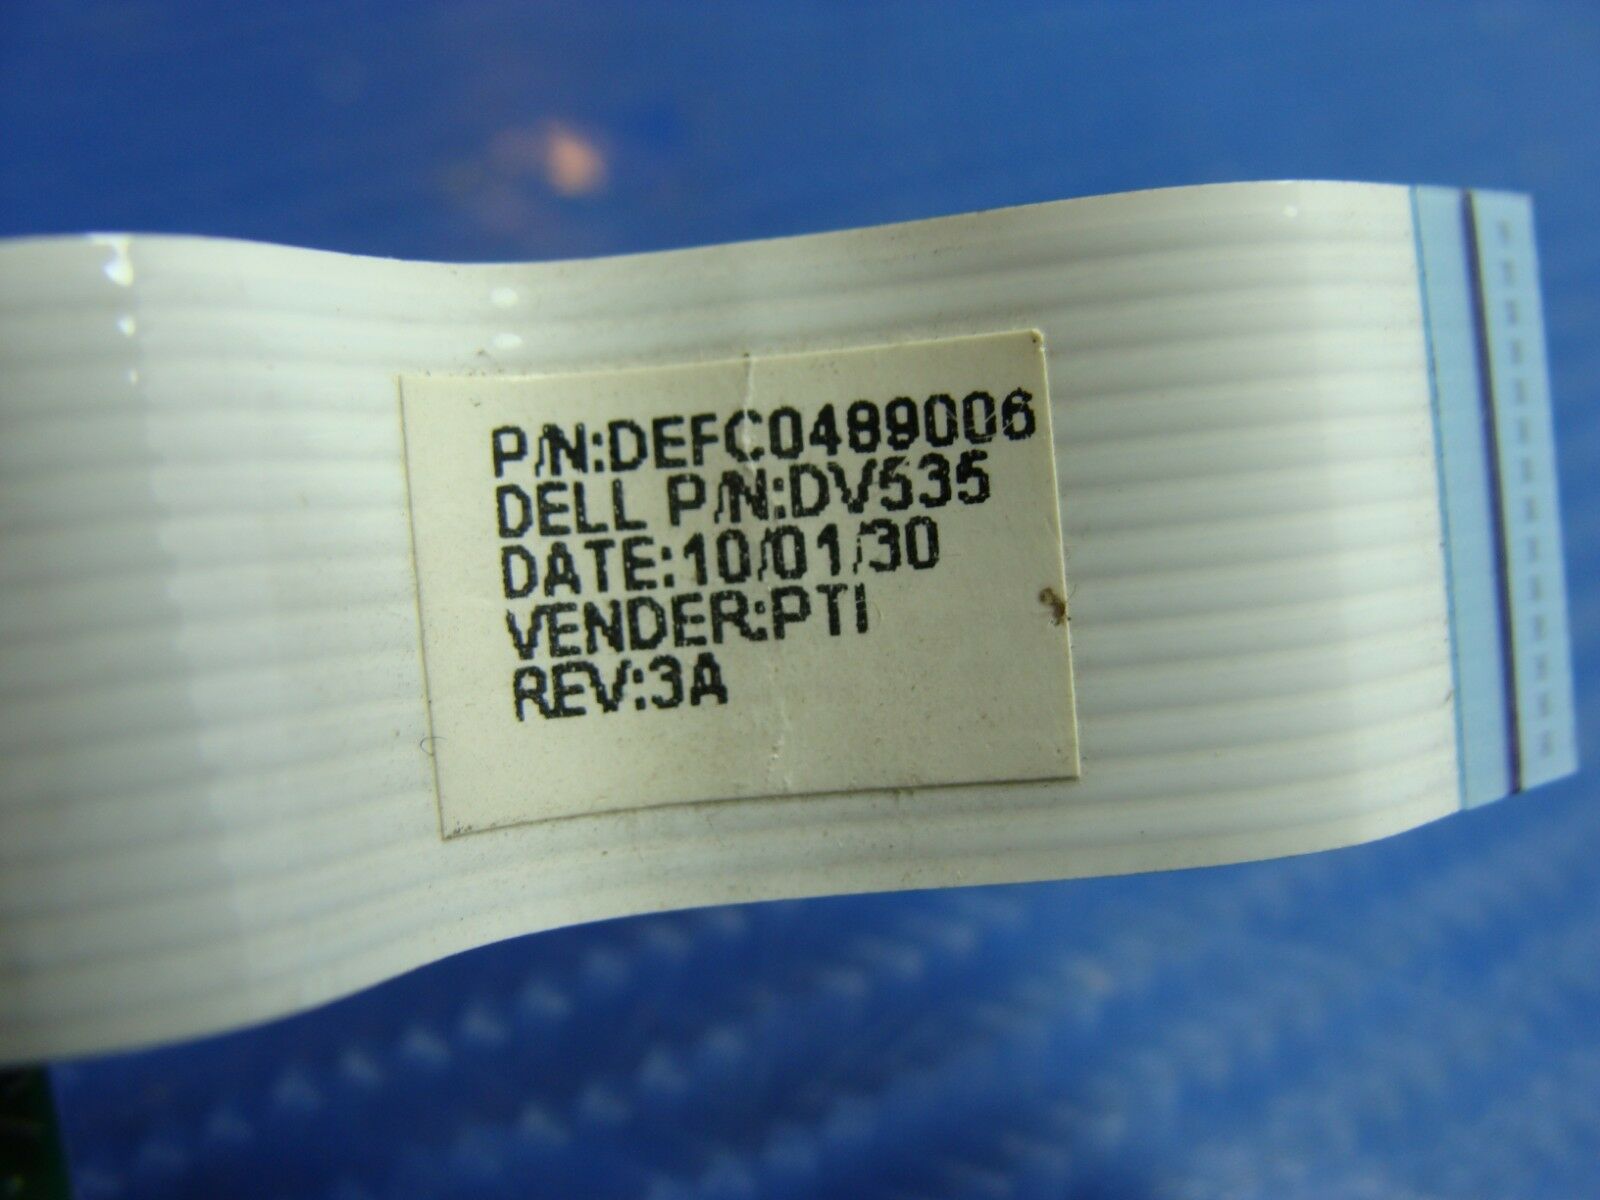 P/N:DEFC0489006
DELL P/N:DV535
DATE:10/01/30
VENDER:PTI
REV:3A